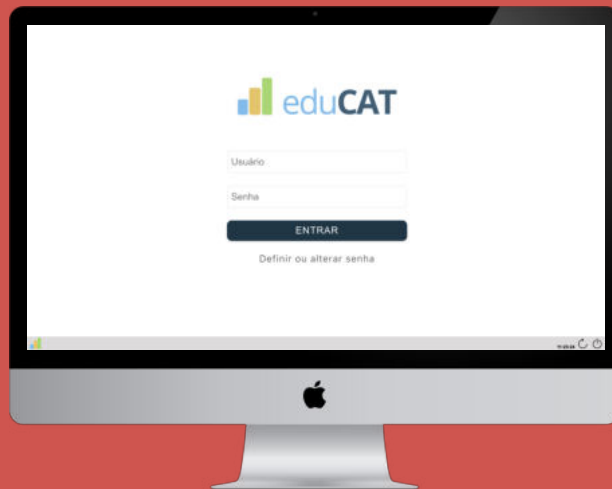 eduCAT
Usuário
Senha
ENTRAR
Definir ou alterar senha